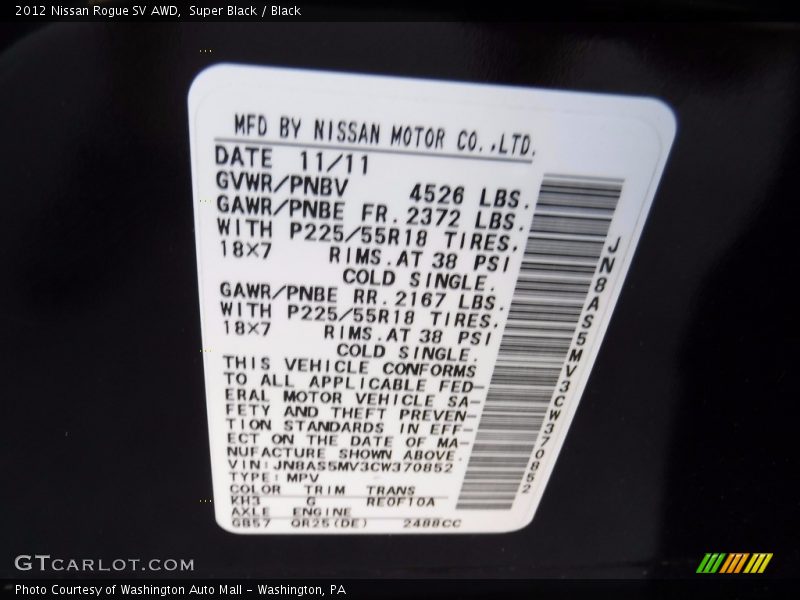 2012 Nissan Rogue SV AWD,  Super Black / Black
MFD BY NISSAN MOTOR CO.,LTD.
DATE 11/11
GVWR/PNBV 4526 LBS.
GAWR/PNBE FR. 2372 LBS.
WITH P225/55R18 TIRES,
18X7 RIMS.AT 38 PSI
COLD SINGLE.
GAWR/PNBE RR. 2167 LBS.
WITH P225/55R18 TIRES,
18X7 RIMS.AT 38 PSI
COLD SINGLE.
THIS VEHICLE CONFORMS
TO ALL APPLICABLE FED-
ERAL MOTOR VEHICLE SA-
FETY AND THEFT PREVEN-
TION STANDARDS IN EFF-
ECT ON THE DATE OF MA-
NUFACTURE SHOWN ABOVE.
VIN:JN8AS5MV3CW370852
TYPE:MPV
COLOR TRIM TRANS
KH3 G RE0F10A
AXLE ENGINE
GB57 QR25(DE) 2488CC
JN8AS5MV3CW370852
GTCARLOT.COM
Photo Courtesy of Washington Auto Mall - Washington, PA